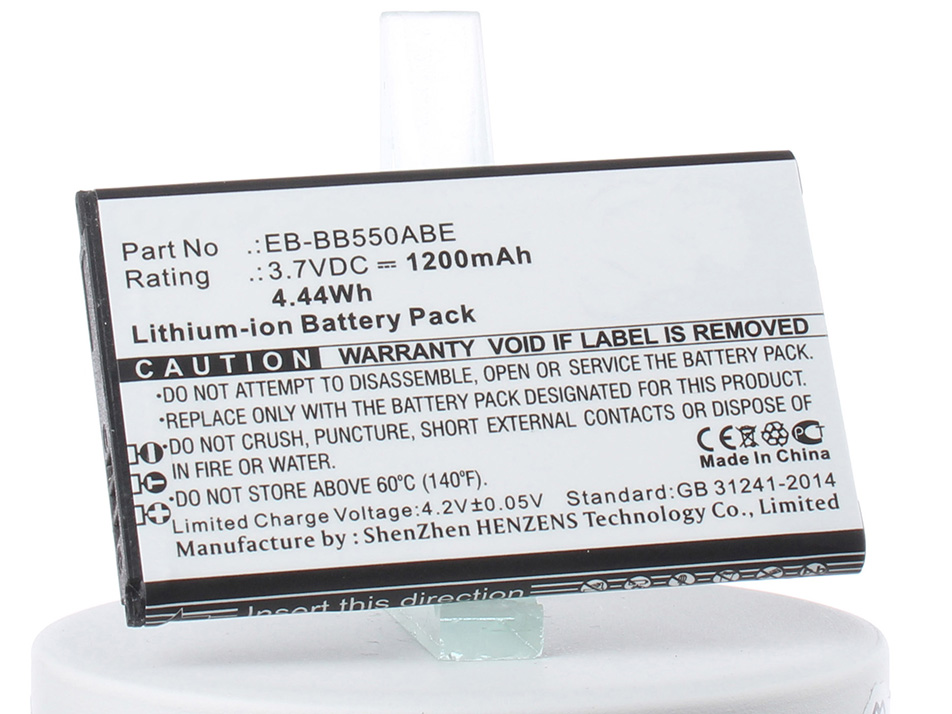 Part No .:EB-BB550ABE
Rating .:3.7VDC 1200mAh
4.44Wh
Lithium-ion Battery Pack
CAUTION WARRANTY VOID IF LABEL IS REMOVED
·DO NOT ATTEMPT TO DISASSEMBLE, OPEN OR SERVICE THE BATTERY PACK.
·REPLACE ONLY WITH THE BATTERY PACK DESIGNATED FOR THIS PRODUCT.
·DO NOT CRUSH, PUNCTURE, SHORT EXTERNAL CONTACTS OR DISPOSE OF
IN FIRE OR WATER.
·DO NOT STORE ABOVE 60°C (140°F).
CE PCT
Made In China
Limited Charge Voltage:4.2V±0.05V Standard:GB 31241-2014
Manufacture by : ShenZhen HENZENS Technology Co., Limited
Insert this direction